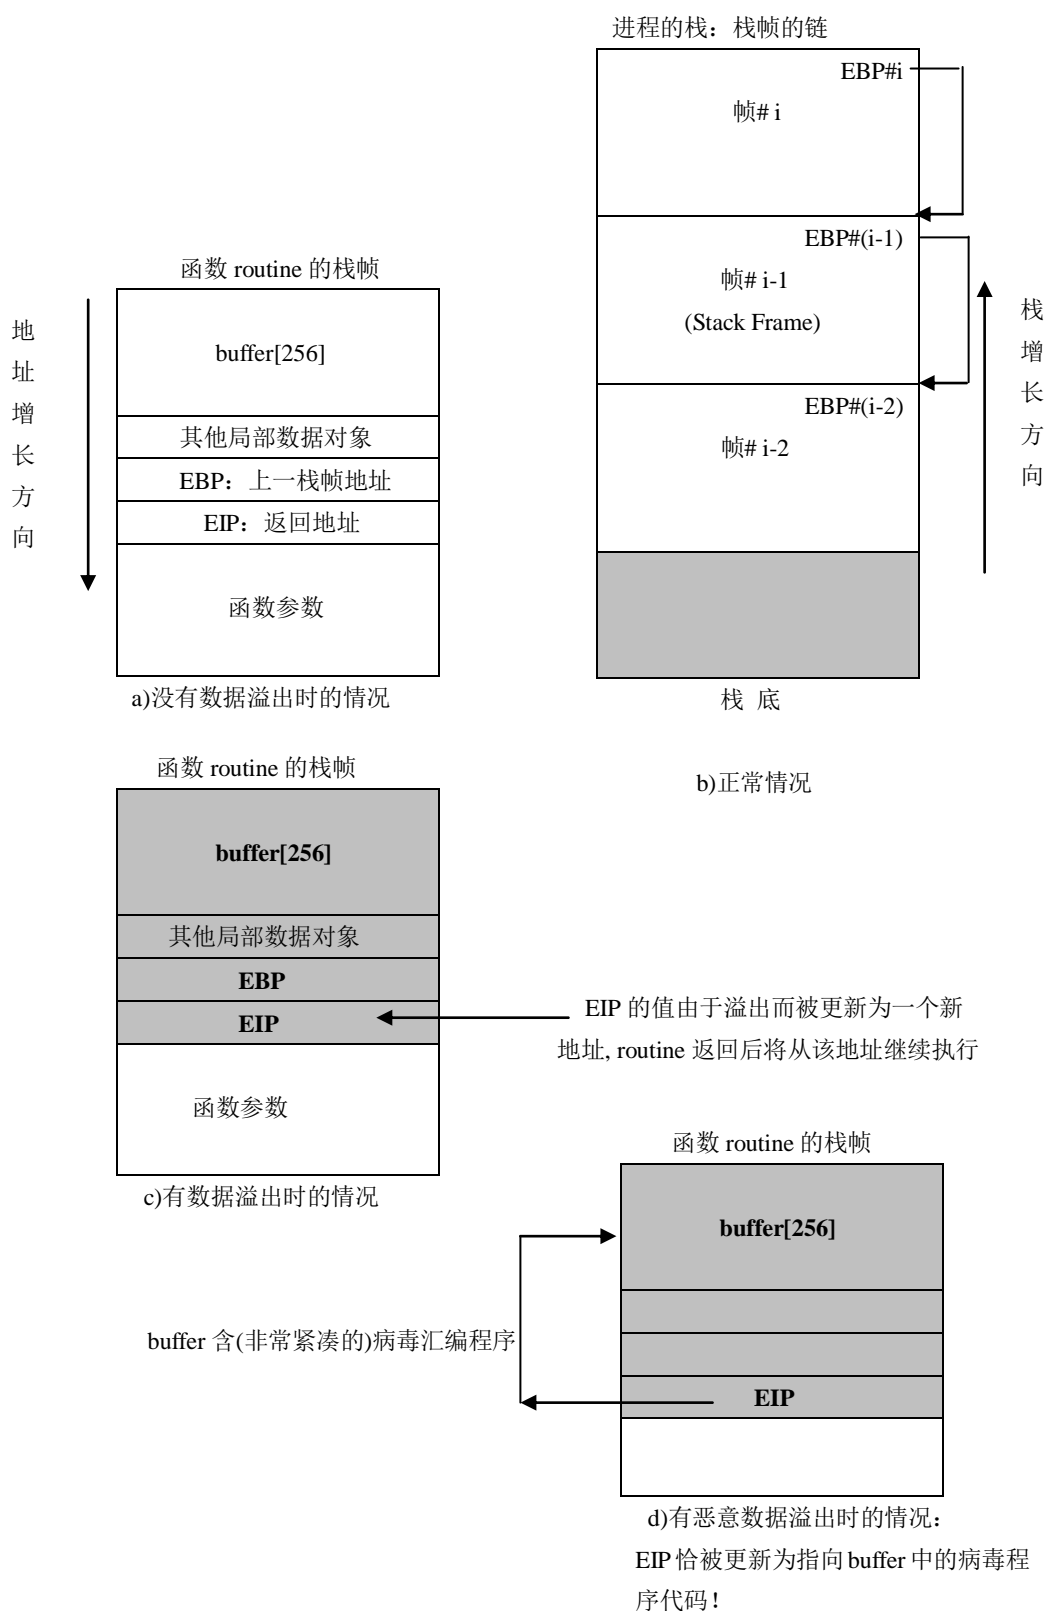 进程的栈：栈帧的链
EBP#i
帧# i
EBP#(i-1)
帧# i-1
(Stack Frame)
EBP#(i-2)
帧# i-2
栈增长方向
栈 底
b)正常情况
函数 routine 的栈帧
地址增长方向
buffer[256]
其他局部数据对象
EBP：上一栈帧地址
EIP：返回地址
函数参数
a)没有数据溢出时的情况
函数 routine 的栈帧
buffer[256]
其他局部数据对象
EBP
EIP
函数参数
c)有数据溢出时的情况
EIP 的值由于溢出而被更新为一个新
地址, routine 返回后将从该地址继续执行
函数 routine 的栈帧
buffer[256]
EIP
buffer 含(非常紧凑的)病毒汇编程序
d)有恶意数据溢出时的情况：
EIP 恰被更新为指向 buffer 中的病毒程
序代码！